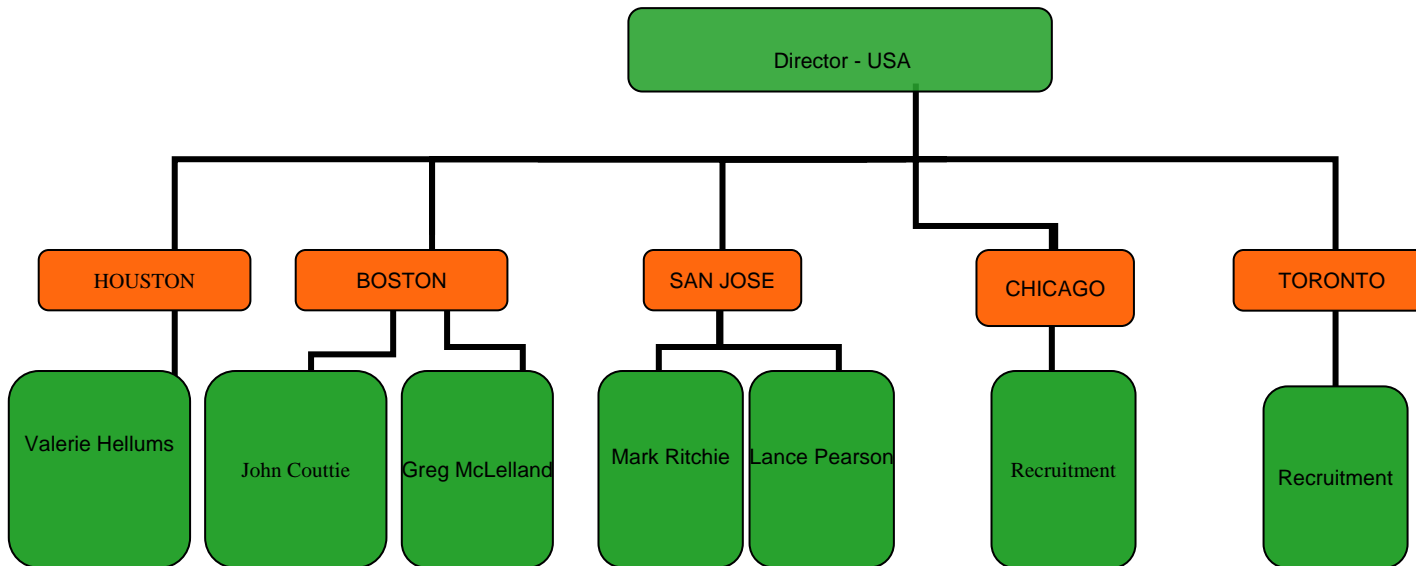 Director - USA
HOUSTON
BOSTON
SAN JOSE
CHICAGO
TORONTO
Valerie Hellums
John Couttie
Greg McLelland
Mark Ritchie
Lance Pearson
Recruitment
Recruitment